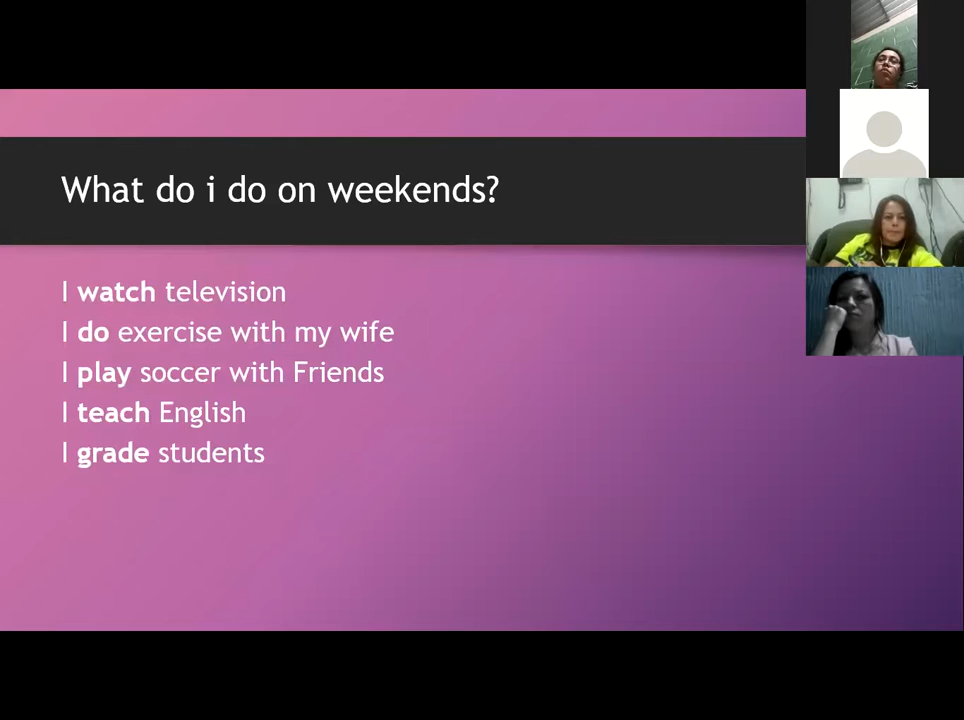 What do i do on weekends?
I watch television
I do exercise with my wife
I play soccer with Friends
I teach English
I grade students